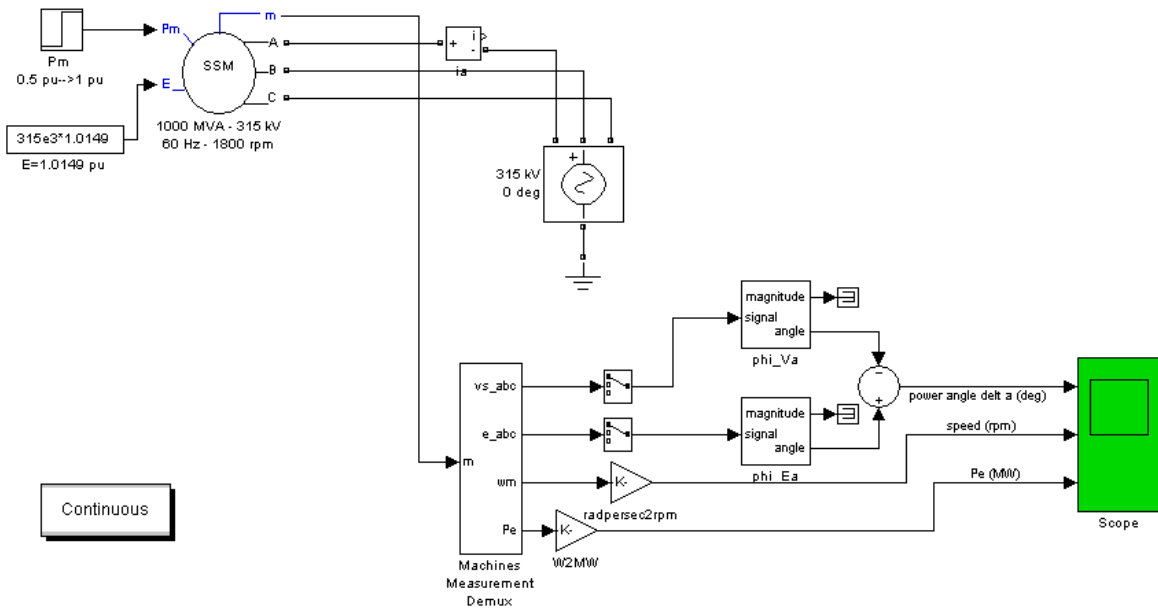 Pm
0.5 pu-->1 pu
315e3*1.0149
E=1.0149 pu
Pm
E
SSM
m
A
B
C
1000 MVA - 315 kV
60 Hz - 1800 rpm
+ i
-
ia
315 kV
0 deg
+
magnitude
signal
angle
phi_Va
magnitude
signal
angle
phi_Ea
-
+
power angle delt a (deg)
speed (rpm)
Pe (MW)
Scope
vs_abc
e_abc
m
wm
Pe
Machines
Measurement
Demux
K-
radpersec2rpm
K-
W2MW
Continuous